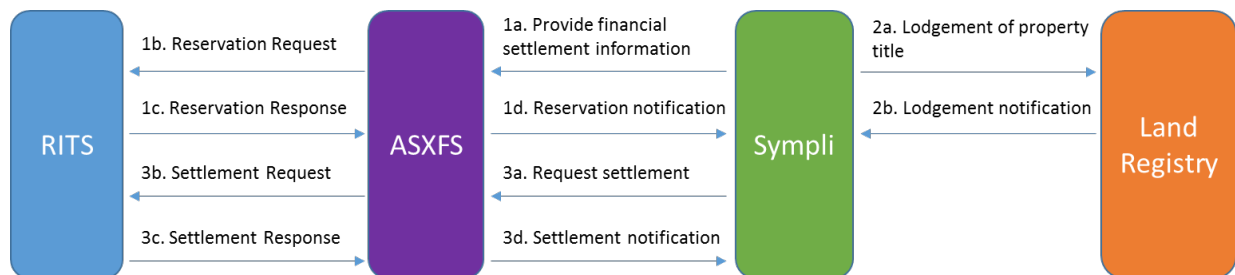 RITS
1b. Reservation Request
1c. Reservation Response
3b. Settlement Request
3c. Settlement Response
ASXFS
1a. Provide financial
settlement information
1d. Reservation notification
3a. Request settlement
3d. Settlement notification
Sympli
2a. Lodgement of property
title
2b. Lodgement notification
Land
Registry